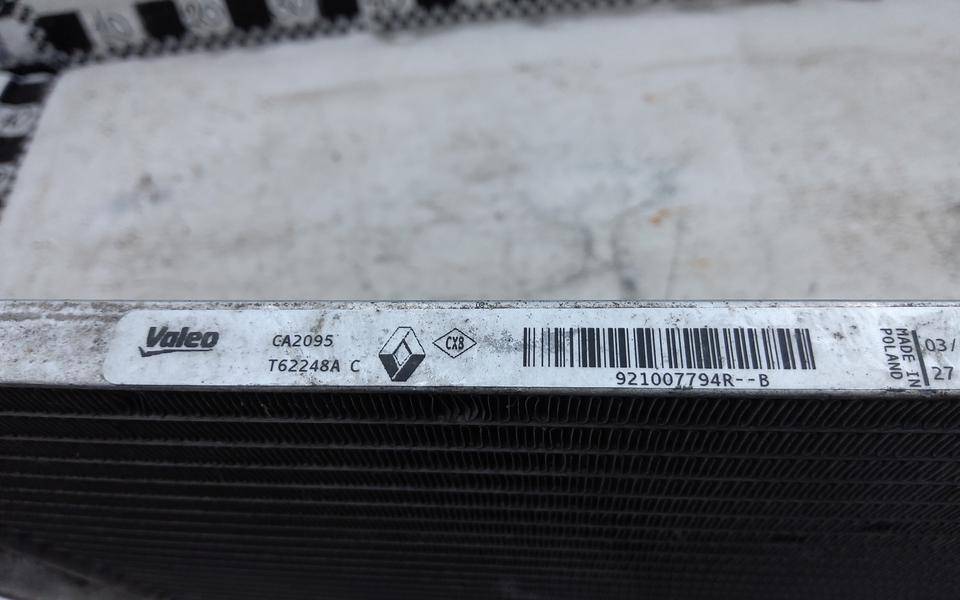 Valeo
CA2095
T62248A C
CX8
921007794R--B
MADE IN
POLAND
03/
27